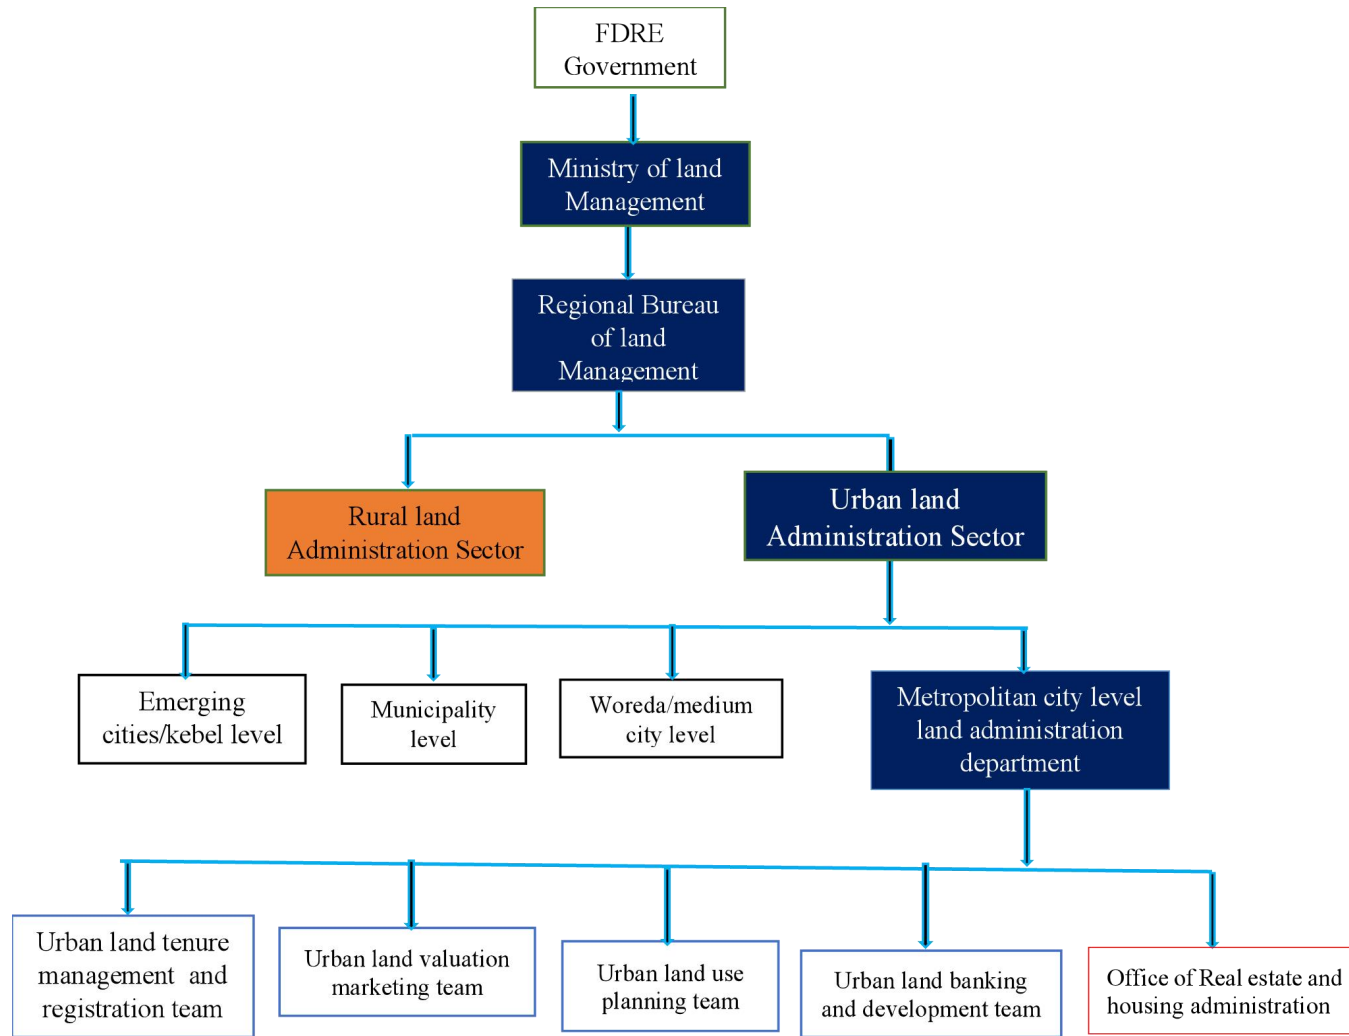 FDRE
Government
Ministry of land
Management
Regional Bureau
of land
Management
Rural land
Administration Sector
Urban land
Administration Sector
Emerging
cities/kebel level
Municipality
level
Woreda/medium
city level
Metropolitan city level
land administration
department
Urban land tenure
management and
registration team
Urban land valuation
marketing team
Urban land use
planning team
Urban land banking
and development team
Office of Real estate and
housing administration